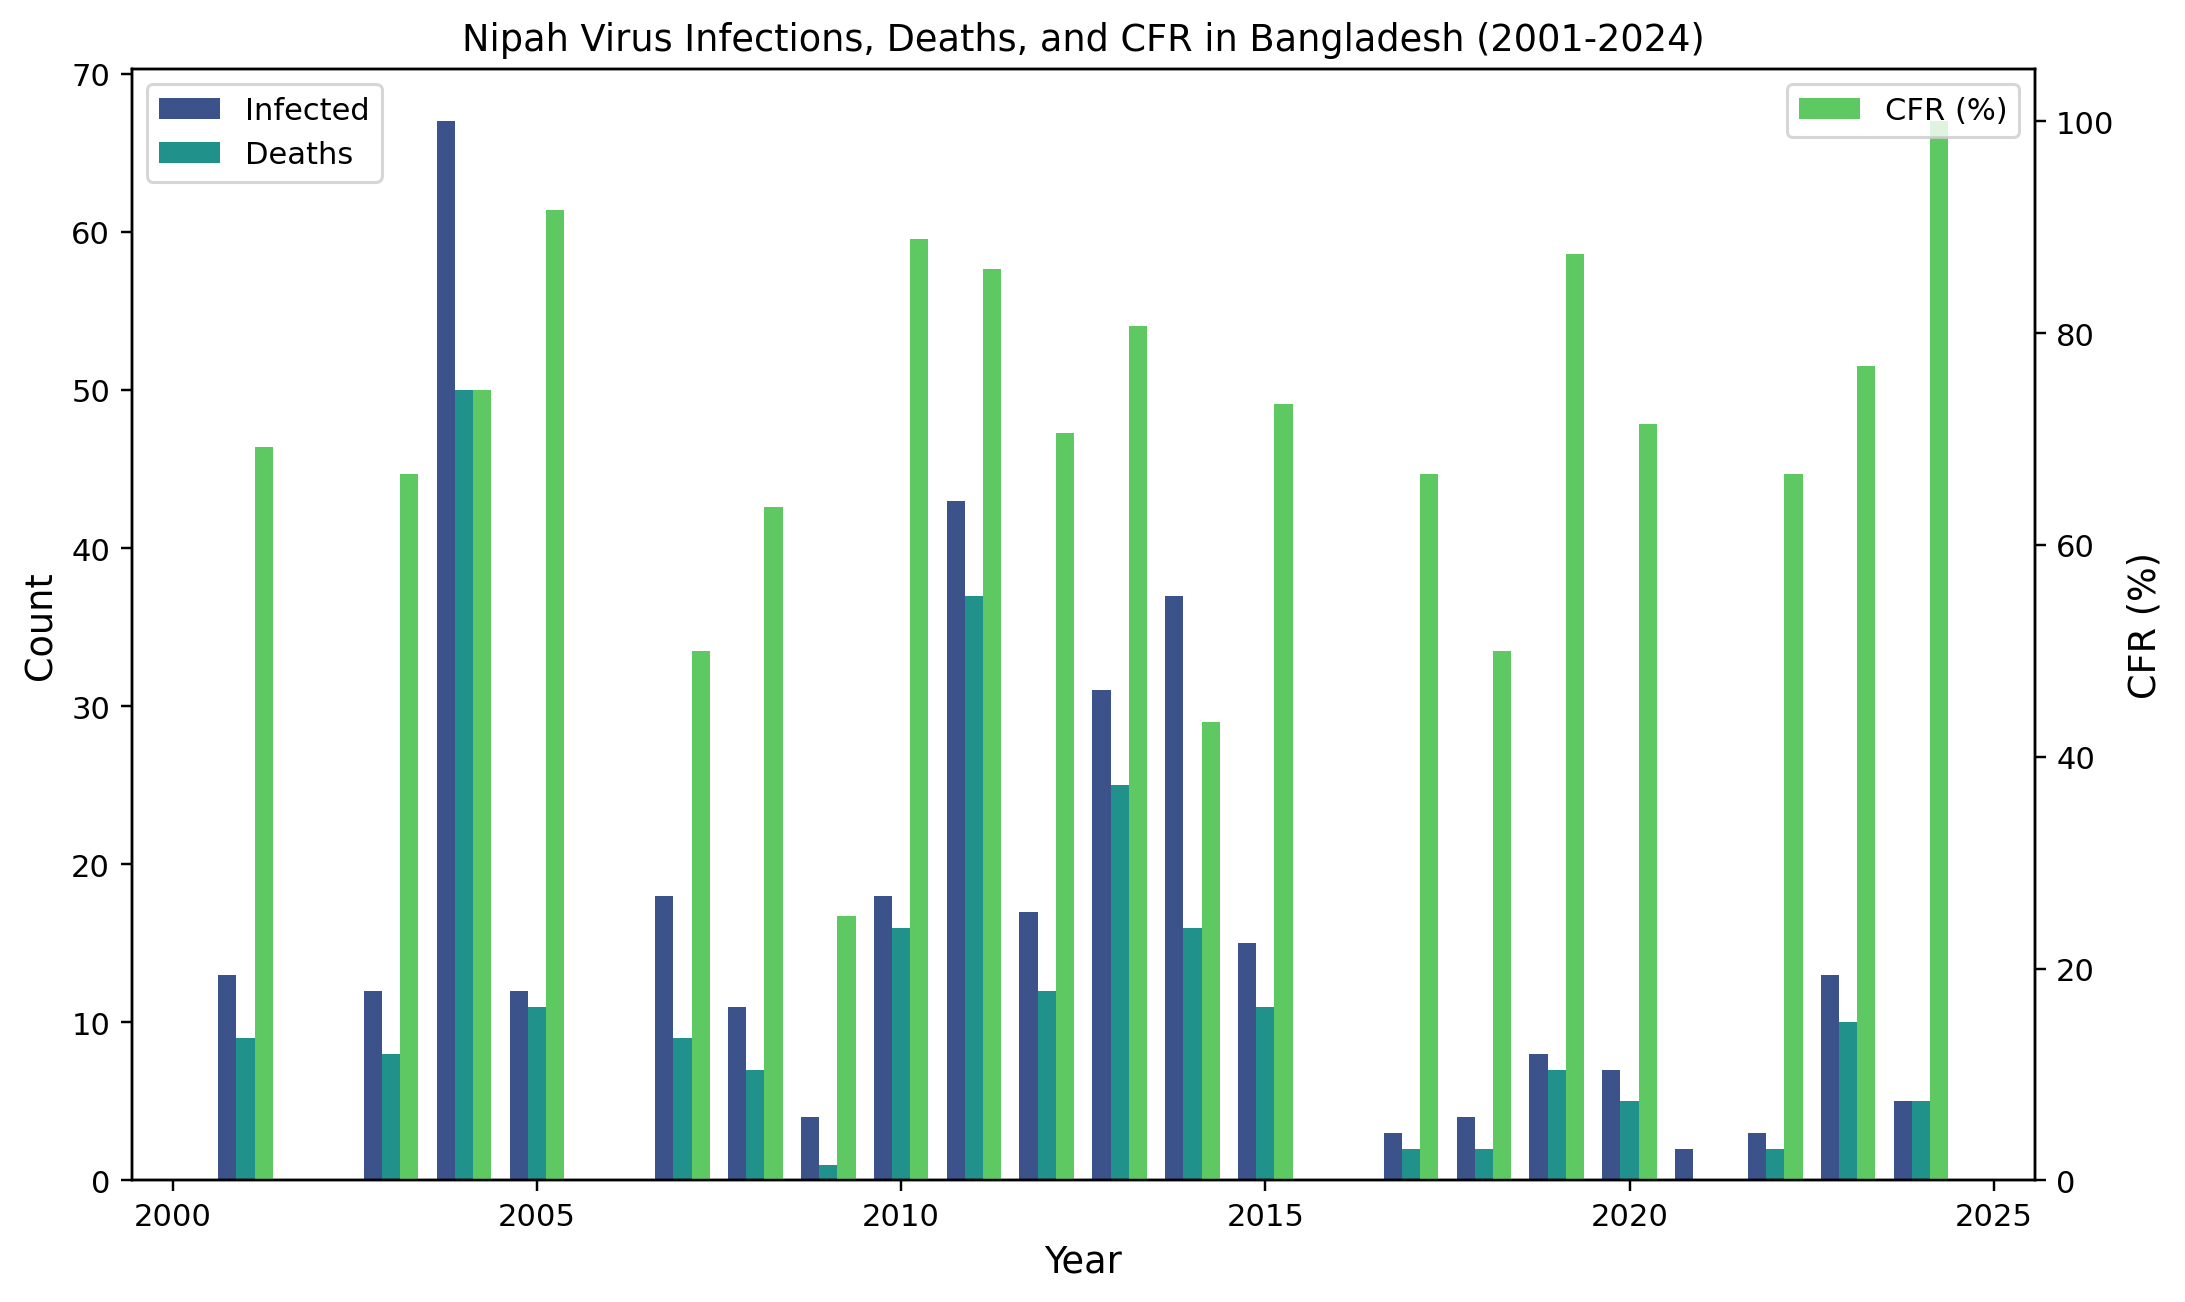 Nipah Virus Infections, Deaths, and CFR in Bangladesh (2001-2024)
Infected
Deaths
CFR (%)
70
60
50
40
30
20
10
0
Count
100
80
60
40
20
0
CFR (%)
2000 2005 2010 2015 2020 2025
Year